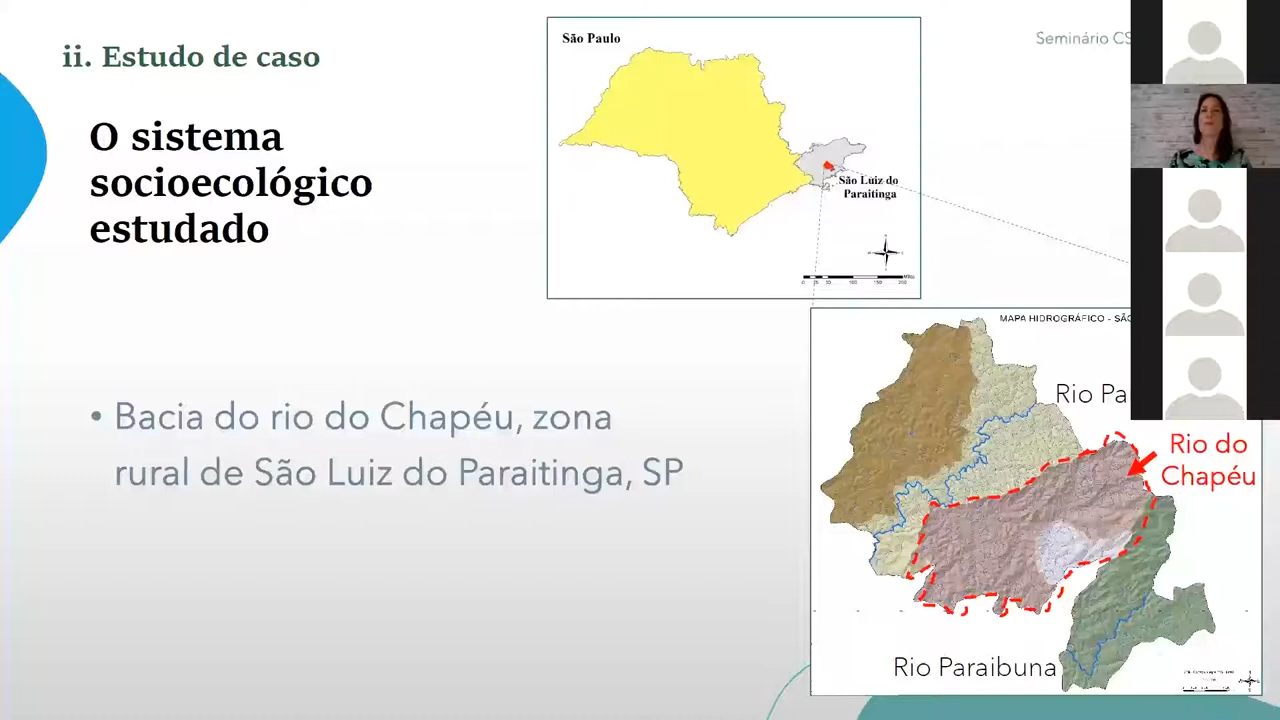 ii. Estudo de caso
Seminário CS
O sistema
socioecológico
estudado
São Paulo
São Luiz do
Paraitinga
• Bacia do rio do Chapéu, zona
rural de São Luiz do Paraitinga, SP
MAPA HIDROGRÁFICO - SÃO
Rio Pa
Rio do
Chapéu
Rio Paraibuna